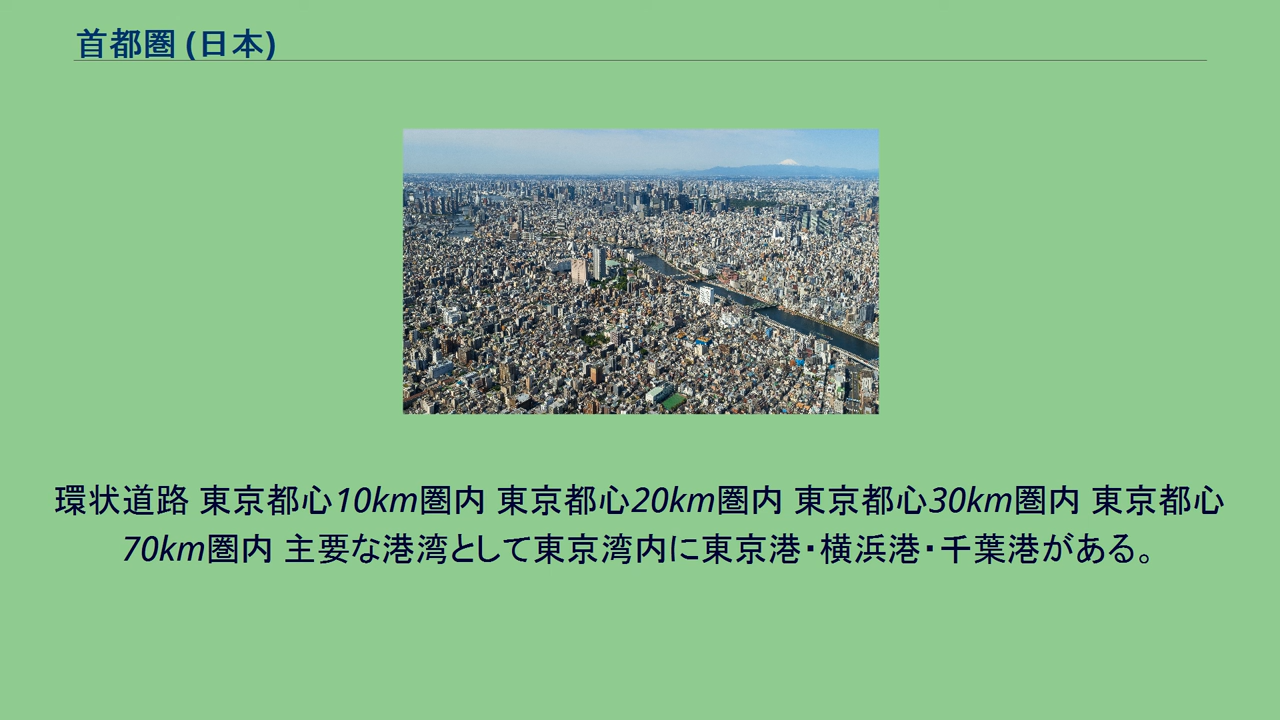 首都圏 (日本)
環状道路 東京都心10km圏内 東京都心20km圏内 東京都心30km圏内 東京都心
70km圏内 主要な港湾として東京湾内に東京港・横浜港・千葉港がある。